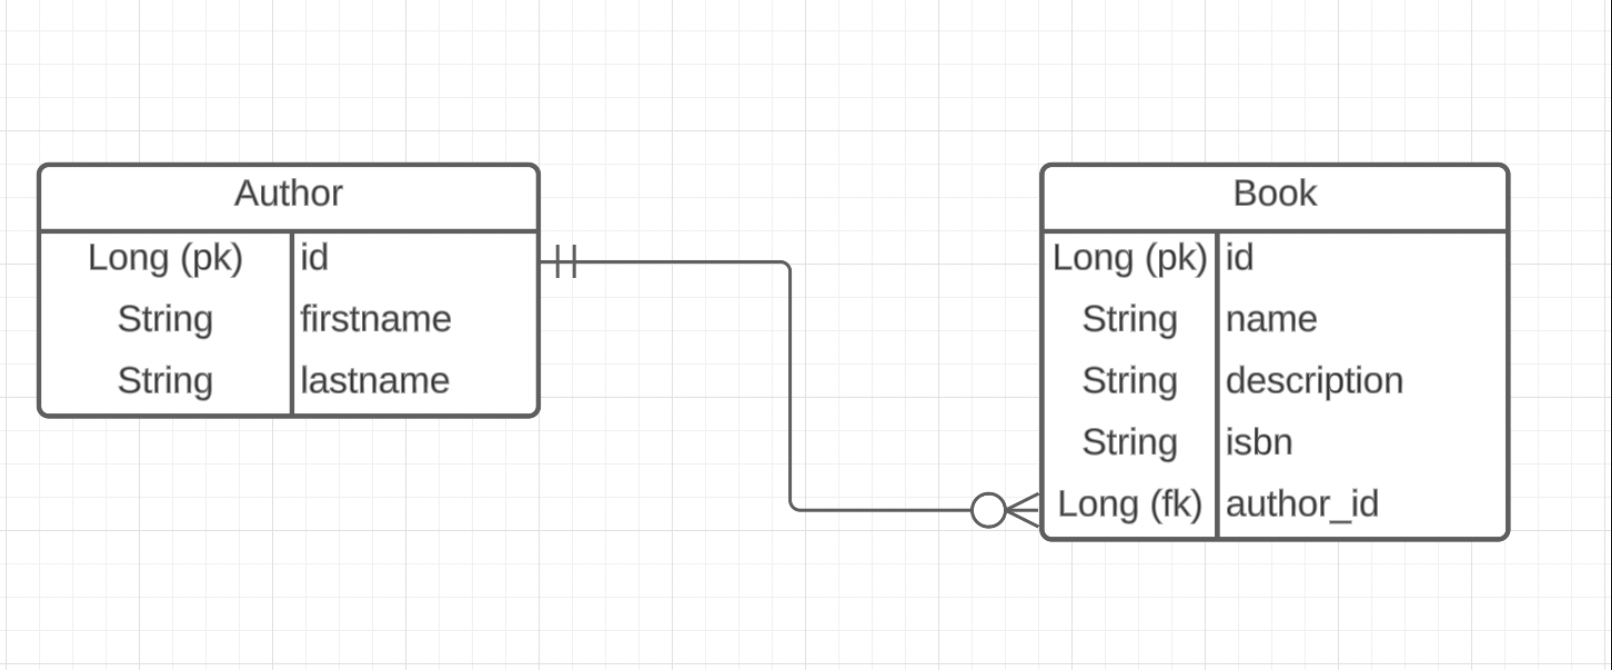 Author
Long (pk) id
String firstname
String lastname
Book
Long (pk) id
String name
String description
String isbn
Long (fk) author_id